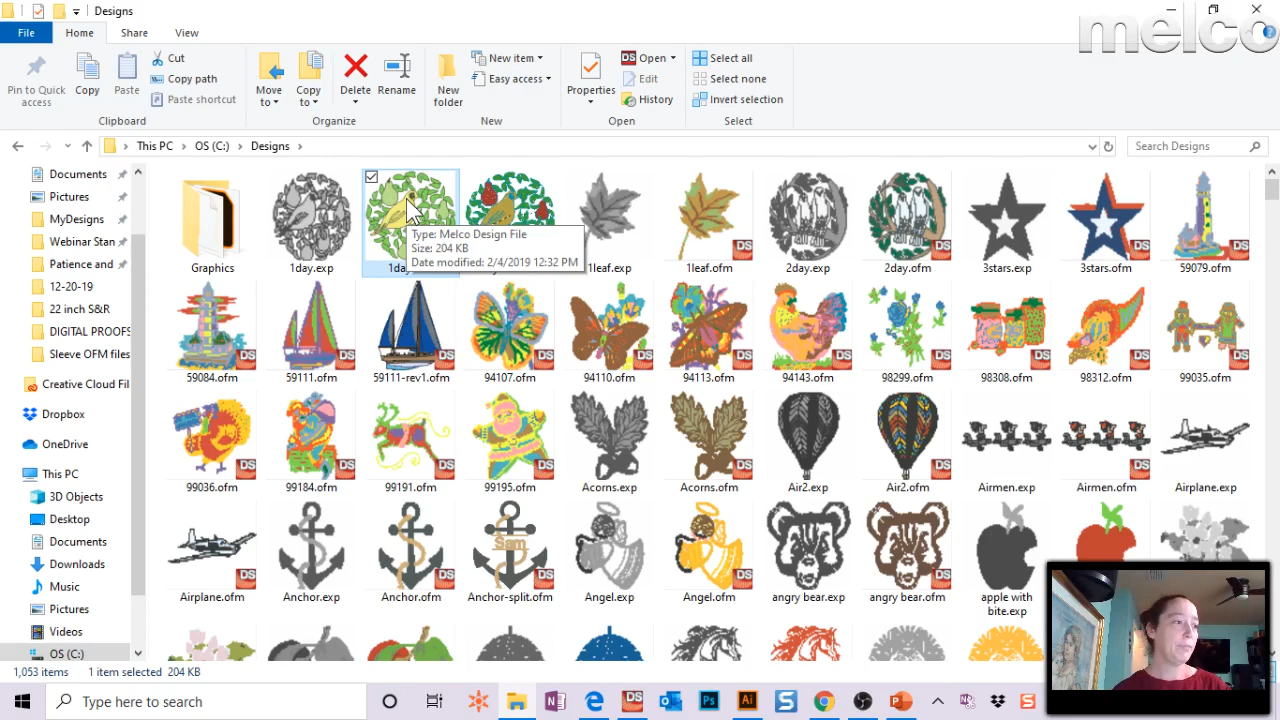 Designs
melco
File Home Share View
Pin to Quick access
Copy
Paste
Cut
Copy path
Paste shortcut
Clipboard
Move to
Copy to
Delete
Rename
Organize
New folder
New item
Easy access
New
Properties
Open
Edit
History
Open
Select all
Select none
Invert selection
Select
This PC > OS (C:) > Designs >
Search Designs
Documents
Pictures
MyDesigns
Webinar Stan
Patience and
12-20-19
22 inch S&R
DIGITAL PROOFS
Sleeve OFM files
Creative Cloud Fil
Dropbox
OneDrive
This PC
3D Objects
Desktop
Documents
Downloads
Music
Pictures
Videos
OS (C:)
Graphics 1day.exp 1day 1leaf.exp 1leaf.ofm 2day.exp 2day.ofm 3stars.exp 3stars.ofm 59079.ofm
Type: Melco Design File
Size: 204 KB
Date modified: 2/4/2019 12:32 PM
59084.ofm 59111.ofm 59111-rev1.ofm 94107.ofm 94110.ofm 94113.ofm 94143.ofm 98299.ofm 98308.ofm 98312.ofm 99035.ofm
99036.ofm 99184.ofm 99191.ofm 99195.ofm Acorns.exp Acorns.ofm Air2.exp Air2.ofm Airmen.exp Airmen.ofm Airplane.exp
Sam
Airplane.ofm Anchor.exp Anchor.ofm Anchor-split.ofm Angel.exp Angel.ofm angry bear.exp angry bear.ofm apple with bite.exp
1,053 items 1 item selected 204 KB
Type here to search